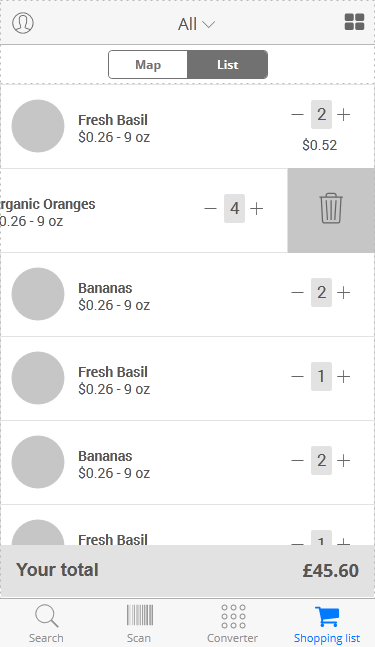 All
Map List
Fresh Basil
$0.26 - 9 oz
− 2 +
$0.52
rganic Oranges
0.26 - 9 oz
− 4 +
Bananas
$0.26 - 9 oz
− 2 +
Fresh Basil
$0.26 - 9 oz
− 1 +
Bananas
$0.26 - 9 oz
− 2 +
Fresh Basil
− 1 +
Your total £45.60
Search Scan Converter Shopping list